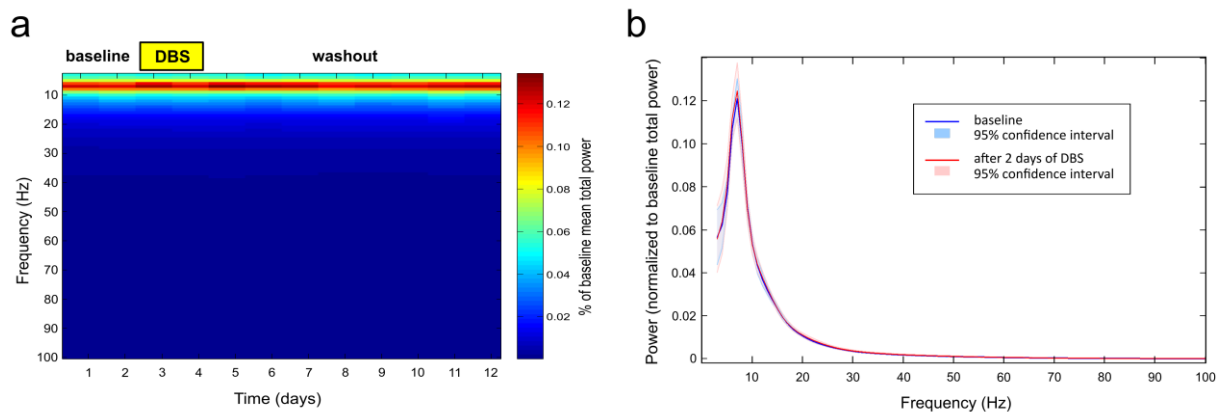 a
baseline DBS washout
10
20
30
40
50
60
70
80
90
100
Frequency (Hz)
1 2 3 4 5 6 7 8 9 10 11 12
Time (days)
0.12
0.10
0.08
0.06
0.04
0.02
% of baseline mean total power
b
Power (normalized to baseline total power)
0.12
0.10
0.08
0.06
0.04
0.02
0
10 20 30 40 50 60 70 80 90 100
Frequency (Hz)
baseline
95% confidence interval
after 2 days of DBS
95% confidence interval